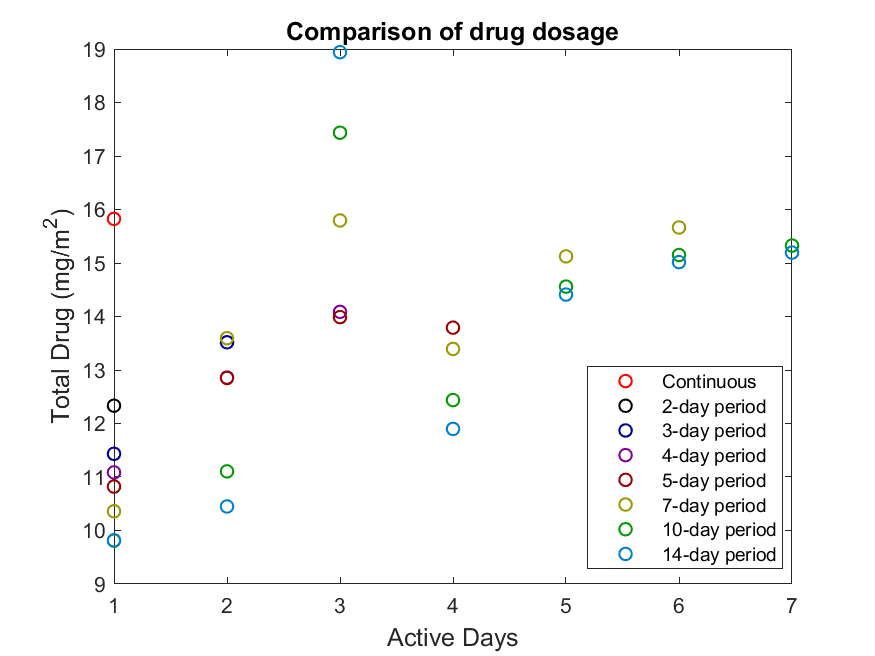 Comparison of drug dosage
19
18
17
16
15
14
13
12
11
10
9
Total Drug (mg/m²)
1 2 3 4 5 6 7
Active Days
Continuous
2-day period
3-day period
4-day period
5-day period
7-day period
10-day period
14-day period